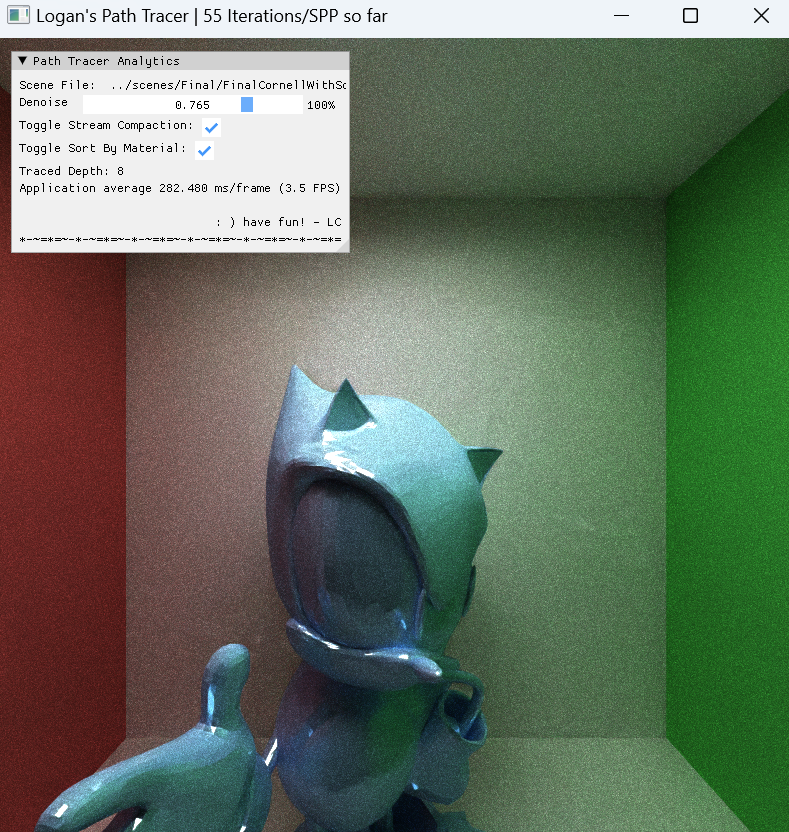 Logan's Path Tracer | 55 Iterations/SPP so far
▼ Path Tracer Analytics
Scene File: ../scenes/Final/FinalCornellWithSc
Denoise 0.765 100%
Toggle Stream Compaction: ✓
Toggle Sort By Material: ✓
Traced Depth: 8
Application average 282.480 ms/frame (3.5 FPS)
: ) have fun! - LC
*-~=*=~-*-~=*=~-*-~=*=~-*-~=*=~-*-~=*=~-*-~=*=